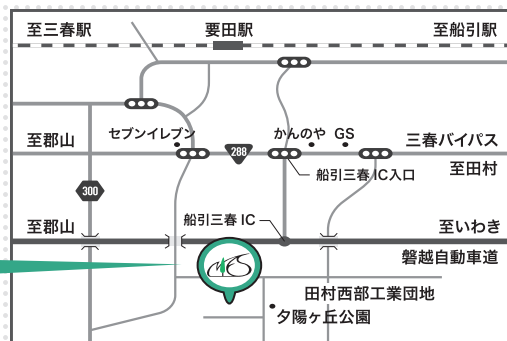 至三春駅
要田駅
至船引駅
セブンイレブン
かんのや GS
至郡山
三春バイパス
288
至田村
船引三春IC入口
300
船引三春 IC
至郡山
至いわき
磐越自動車道
MES
田村西部工業団地
夕陽ヶ丘公園